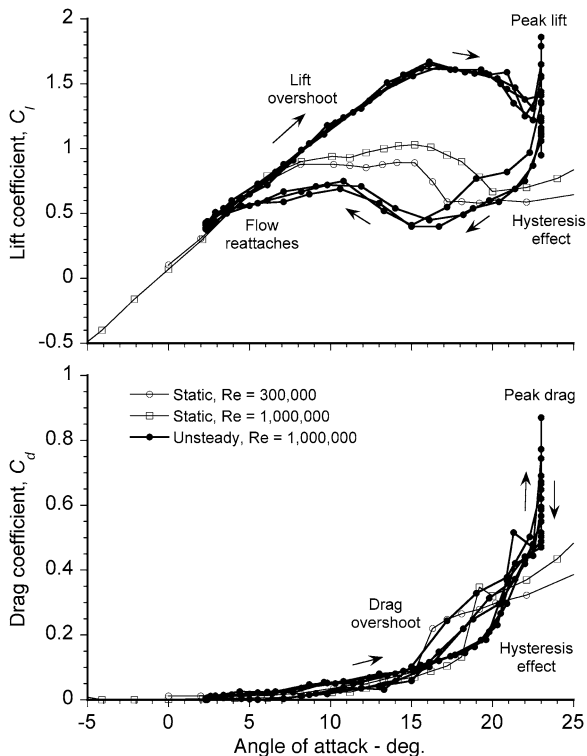 2
Peak lift
1.5
Lift
overshoot
1
0.5
Flow
reattaches
Hysteresis
effect
0
-0.5
Lift coefficient, Cl
1
Peak drag
Static, Re = 300,000
Static, Re = 1,000,000
Unsteady, Re = 1,000,000
0.8
0.6
0.4
Drag
overshoot
0.2
Hysteresis
effect
0
Drag coefficient, Cd
-5 0 5 10 15 20 25
Angle of attack - deg.